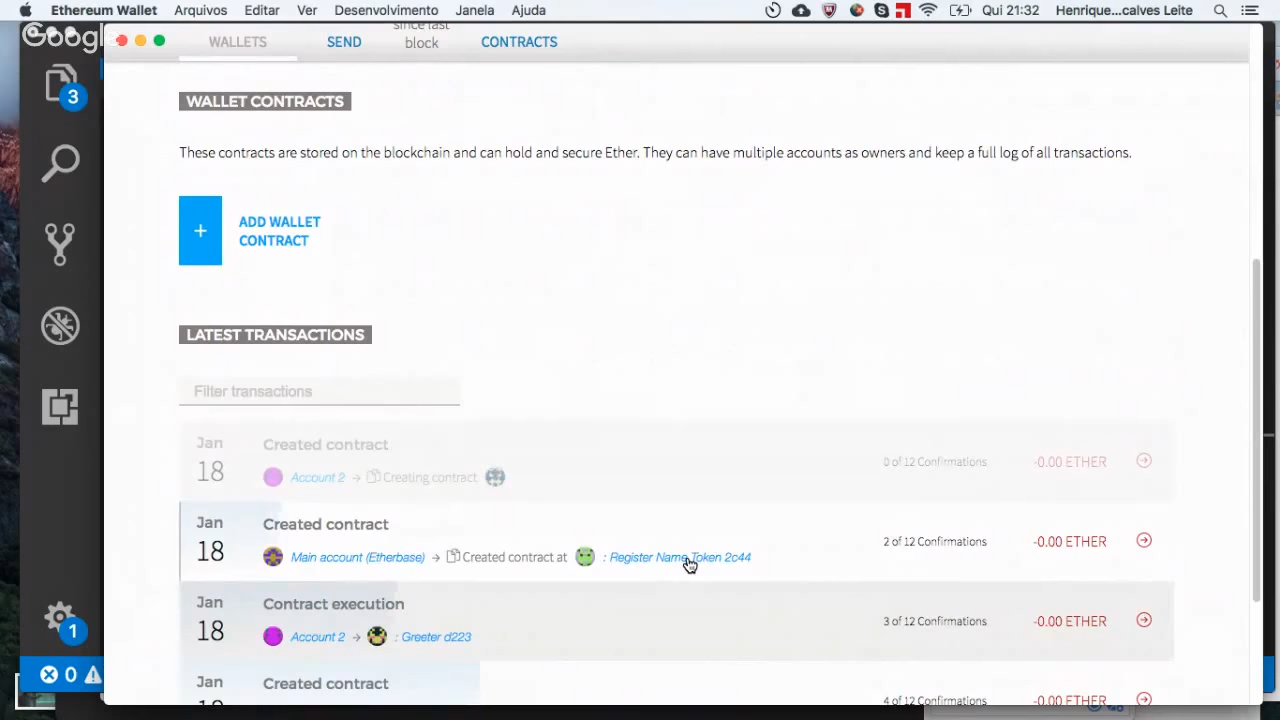 Ethereum Wallet Arquivos Editar Ver Desenvolvimento Janela Ajuda Qui 21:32 Henrique...calves Leite
Googl
WALLETS SEND since last block CONTRACTS
3
WALLET CONTRACTS
These contracts are stored on the blockchain and can hold and secure Ether. They can have multiple accounts as owners and keep a full log of all transactions.
+ ADD WALLET
CONTRACT
LATEST TRANSACTIONS
Filter transactions
Jan Created contract
18 Account 2 → Creating contract 0 of 12 Confirmations -0.00 ETHER
Jan Created contract
18 Main account (Etherbase) → Created contract at : Register Name Token 2c44 2 of 12 Confirmations -0.00 ETHER
Jan Contract execution
18 Account 2 → : Greeter d223 3 of 12 Confirmations -0.00 ETHER
1
0
Jan Created contract
4 of 12 Confirmations -0.00 ETHER